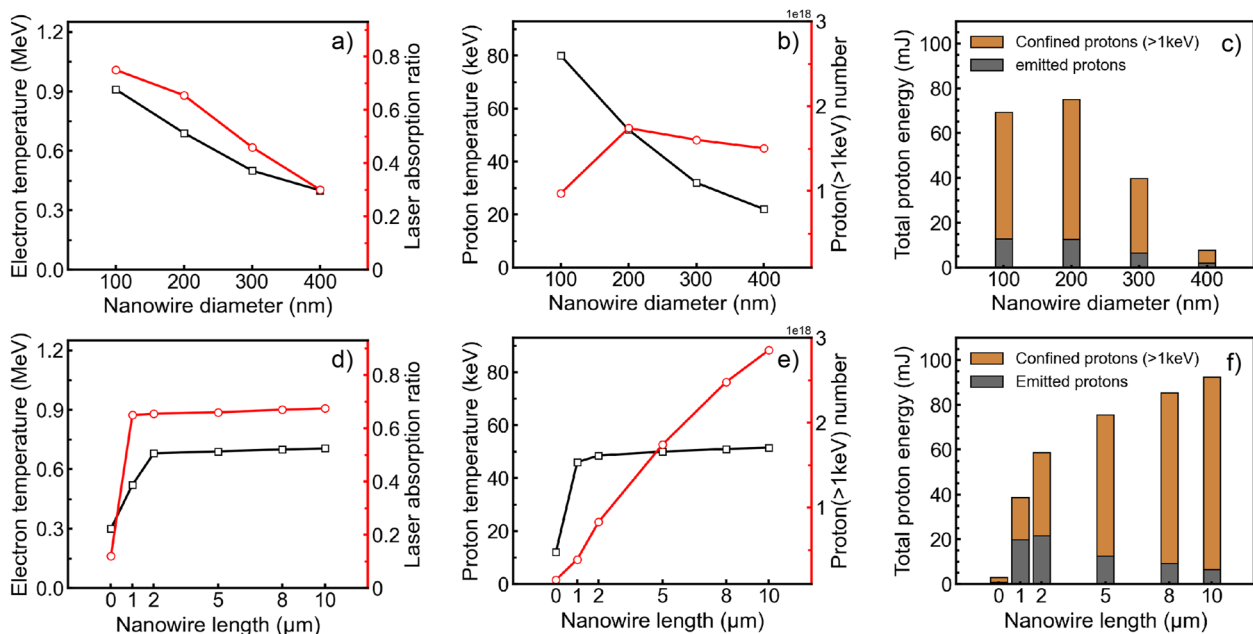 a)
Electron temperature (MeV)
1.2
0.9
0.6
0.3
0.0
0.8
0.6
0.4
0.2
0
Laser absorption ratio
100 200 300 400
Nanowire diameter (nm)
b)
1e18
Proton temperature (keV)
80
60
40
20
0
3
2
1
Proton(>1keV) number
100 200 300 400
Nanowire diameter (nm)
c)
Confined protons (>1keV)
emitted protons
Total proton energy (mJ)
100
80
60
40
20
0
100 200 300 400
Nanowire diameter (nm)
d)
Electron temperature (MeV)
1.2
0.9
0.6
0.3
0.0
0.8
0.6
0.4
0.2
0
Laser absorption ratio
0 1 2 5 8 10
Nanowire length (μm)
e)
1e18
Proton temperature (keV)
80
60
40
20
0
3
2
1
Proton(>1keV) number
0 1 2 5 8 10
Nanowire length (μm)
f)
Confined protons (>1keV)
Emitted protons
Total proton energy (mJ)
100
80
60
40
20
0
0 1 2 5 8 10
Nanowire length (μm)